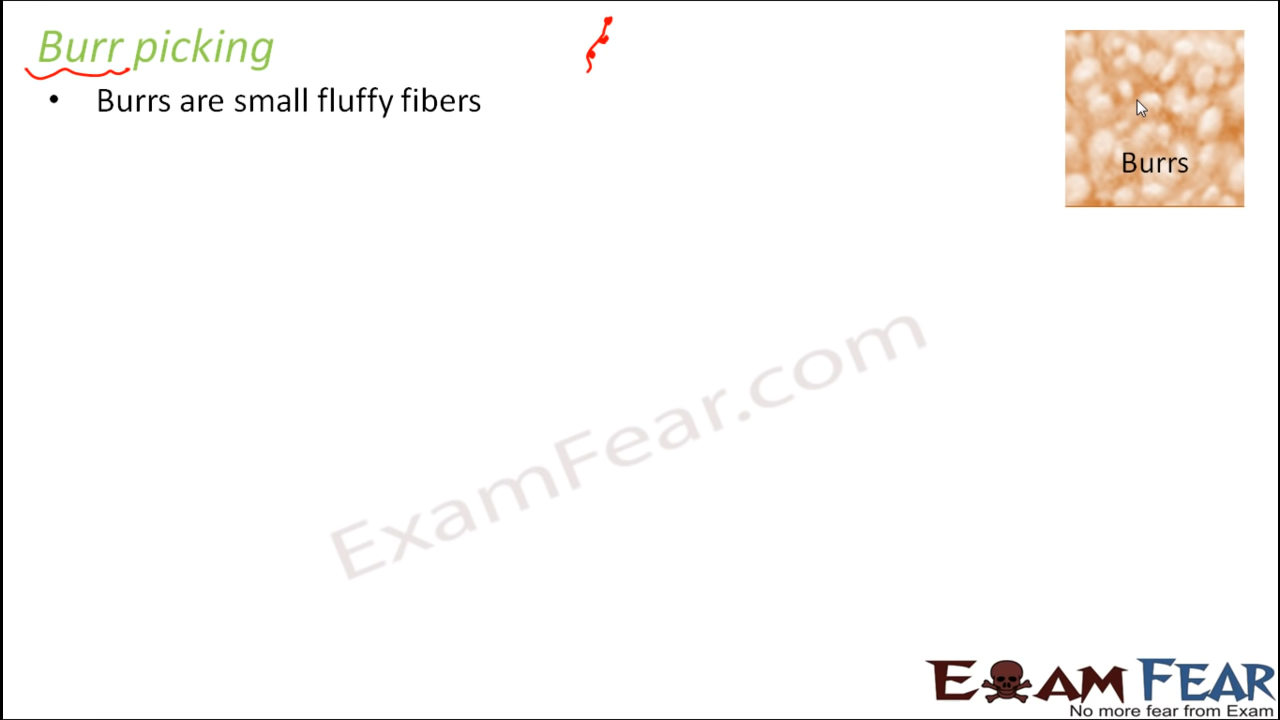 Burr picking
• Burrs are small fluffy fibers
Burrs
ExamFear.com
EXAM FEAR
No more fear from Exam